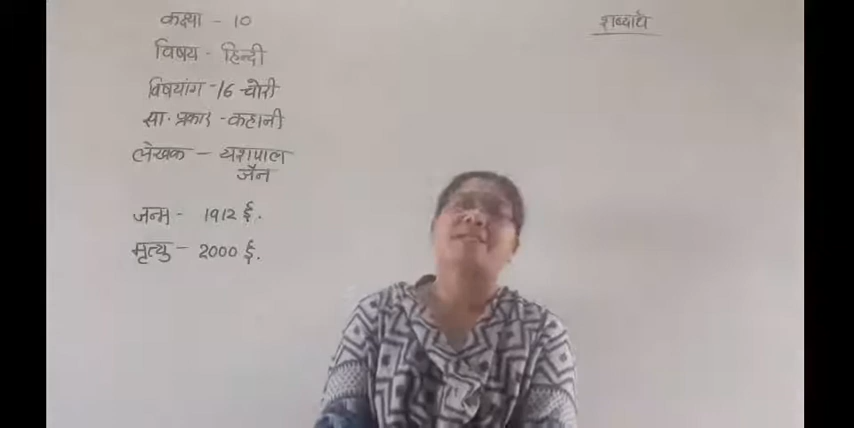 कक्षा - 10
विषय - हिन्दी
विषयांग - 16 चोरी
सा. प्रकार - कहानी
लेखक - यशपाल
जैन
जन्म - 1912 ई.
मृत्यु - 2000 ई.
शब्दार्थ